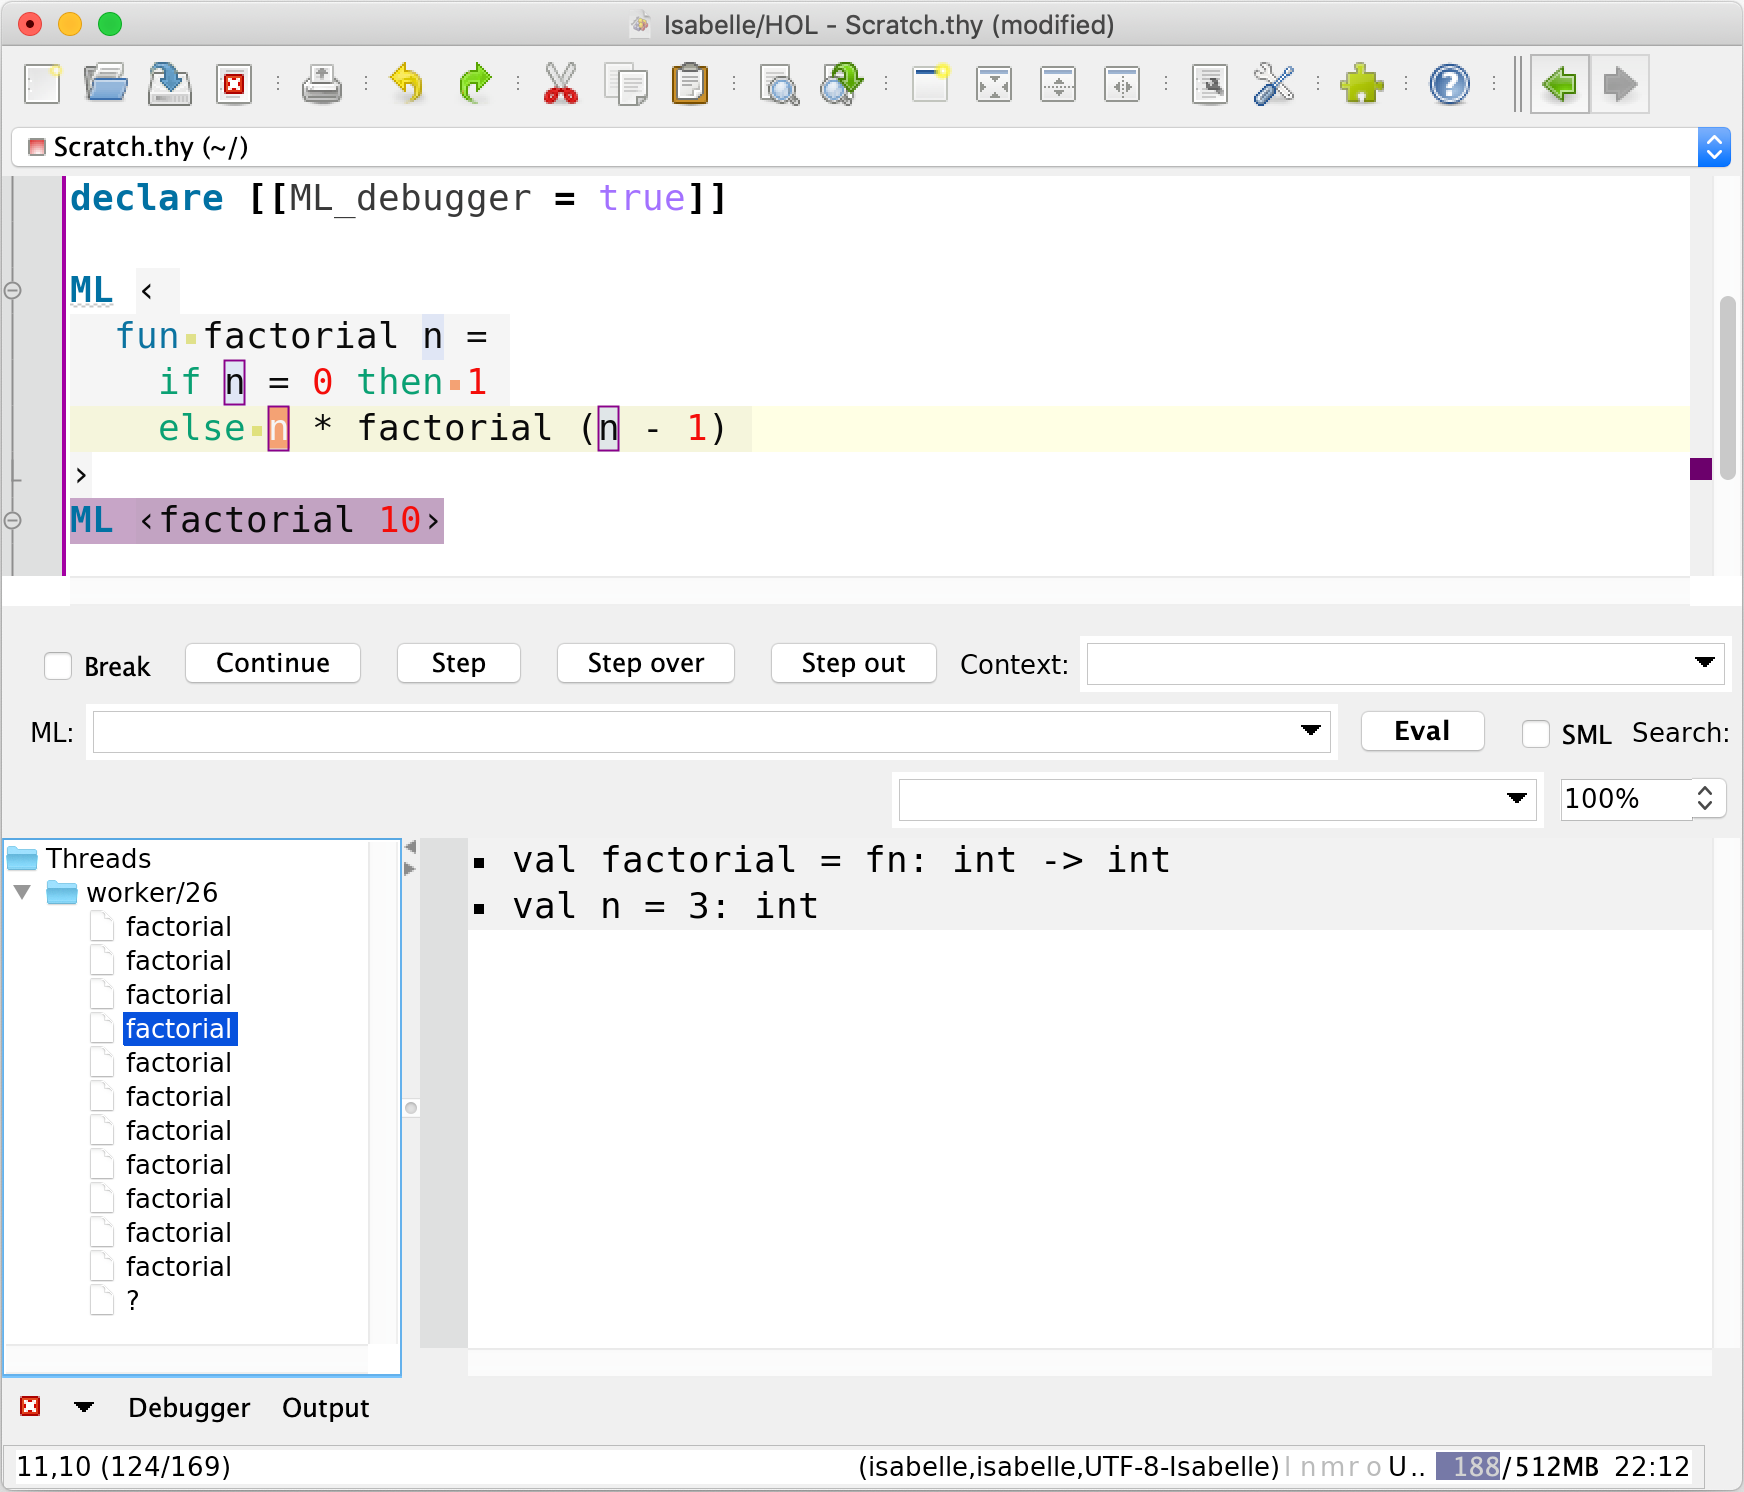 Isabelle/HOL - Scratch.thy (modified)
Scratch.thy (~/)
declare [[ML_debugger = true]]
ML ‹
fun factorial n =
if n = 0 then 1
else n * factorial (n - 1)
›
ML ‹factorial 10›
Break Continue Step Step over Step out Context:
ML: Eval SML Search:
100%
Threads
worker/26
factorial
factorial
factorial
factorial
factorial
factorial
factorial
factorial
factorial
factorial
factorial
?
val factorial = fn: int -> int
val n = 3: int
Debugger Output
11,10 (124/169) (isabelle,isabelle,UTF-8-Isabelle) n m r o U.. 188/512MB 22:12